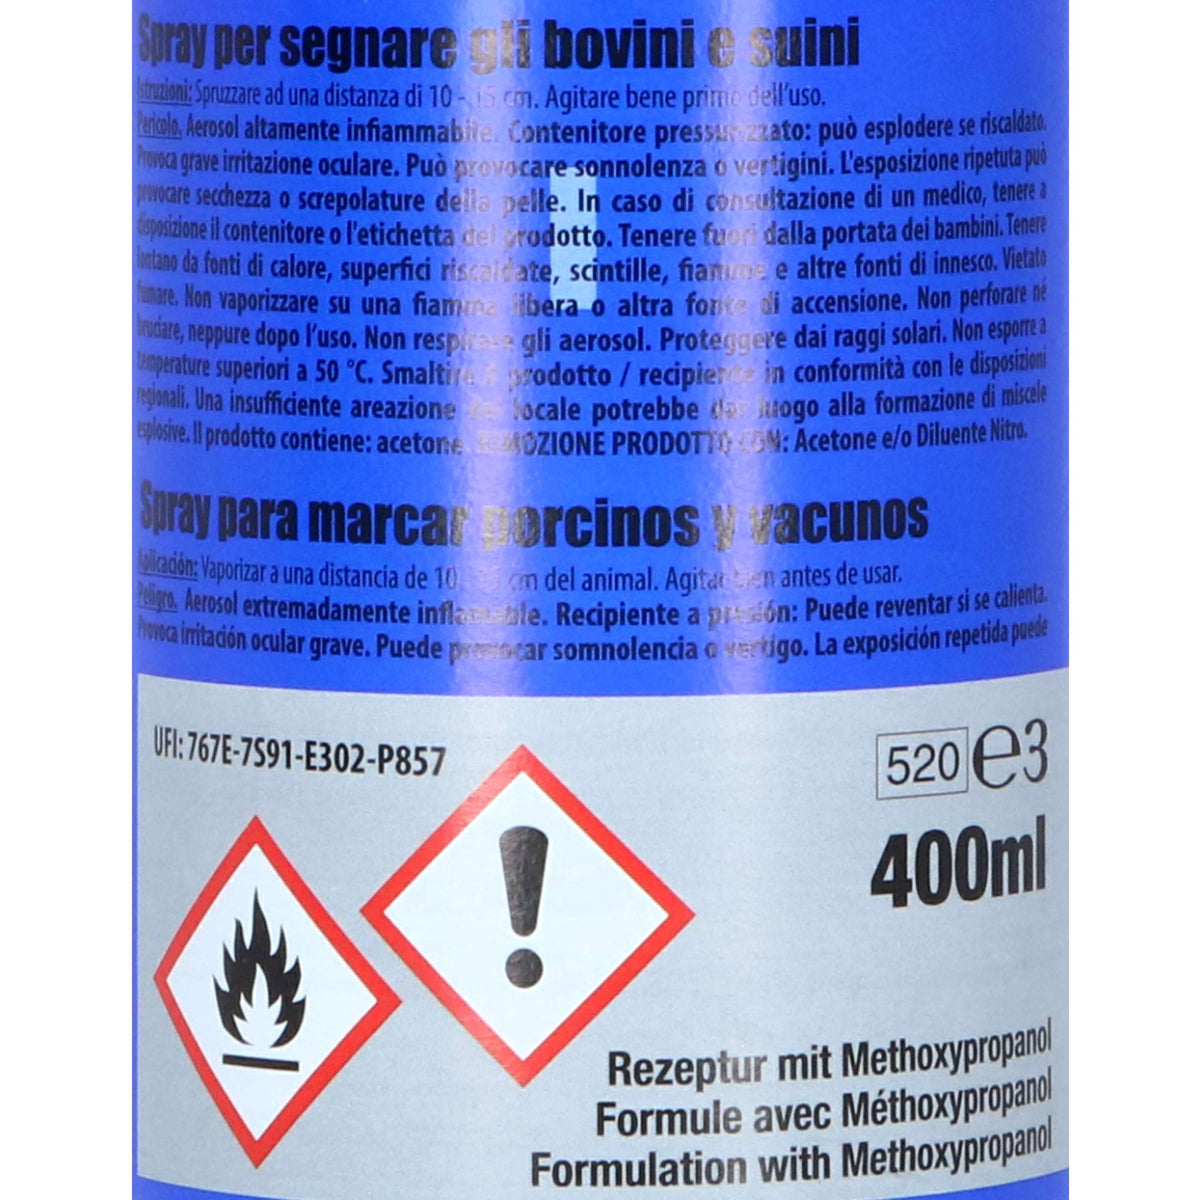 Spray per segnare gli bovini e suini
Istruzioni: Spruzzare ad una distanza di 10 - 15 cm. Agitare bene prima dell'uso.
Pericolo. Aerosol altamente infiammabile. Contenitore pressurizzato: può esplodere se riscaldato.
Provoca grave irritazione oculare. Può provocare sonnolenza o vertigini. L'esposizione ripetuta può
provocare secchezza o screpolature della pelle. In caso di consultazione di un medico, tenere a
disposizione il contenitore o l'etichetta del prodotto. Tenere fuori dalla portata dei bambini. Tenere
lontano da fonti di calore, superfici riscaldate, scintille, fiamme e altre fonti di innesco. Vietato
fumare. Non vaporizzare su una fiamma libera o altra fonte di accensione. Non perforare né
bruciare, neppure dopo l'uso. Non respirare gli aerosol. Proteggere dai raggi solari. Non esporre a
temperature superiori a 50 °C. Smaltire il prodotto / recipiente in conformità con le disposizioni
regionali. Una insufficiente areazione del locale potrebbe dar luogo alla formazione di miscele
esplosive. Il prodotto contiene: acetone. RIMOZIONE PRODOTTO CON: Acetone e/o Diluente Nitro.
Spray para marcar porcinos y vacunos
Aplicación: Vaporizar a una distancia de 10 - 15 cm del animal. Agitar bien antes de usar.
Peligro. Aerosol extremadamente inflamable. Recipiente a presión: Puede reventar si se calienta.
Provoca irritación ocular grave. Puede provocar somnolencia o vertigo. La exposición repetida puede
UFI: 767E-7S91-E302-P857
520 e3
400ml
Rezeptur mit Methoxypropanol
Formule avec Méthoxypropanol
Formulation with Methoxypropanol